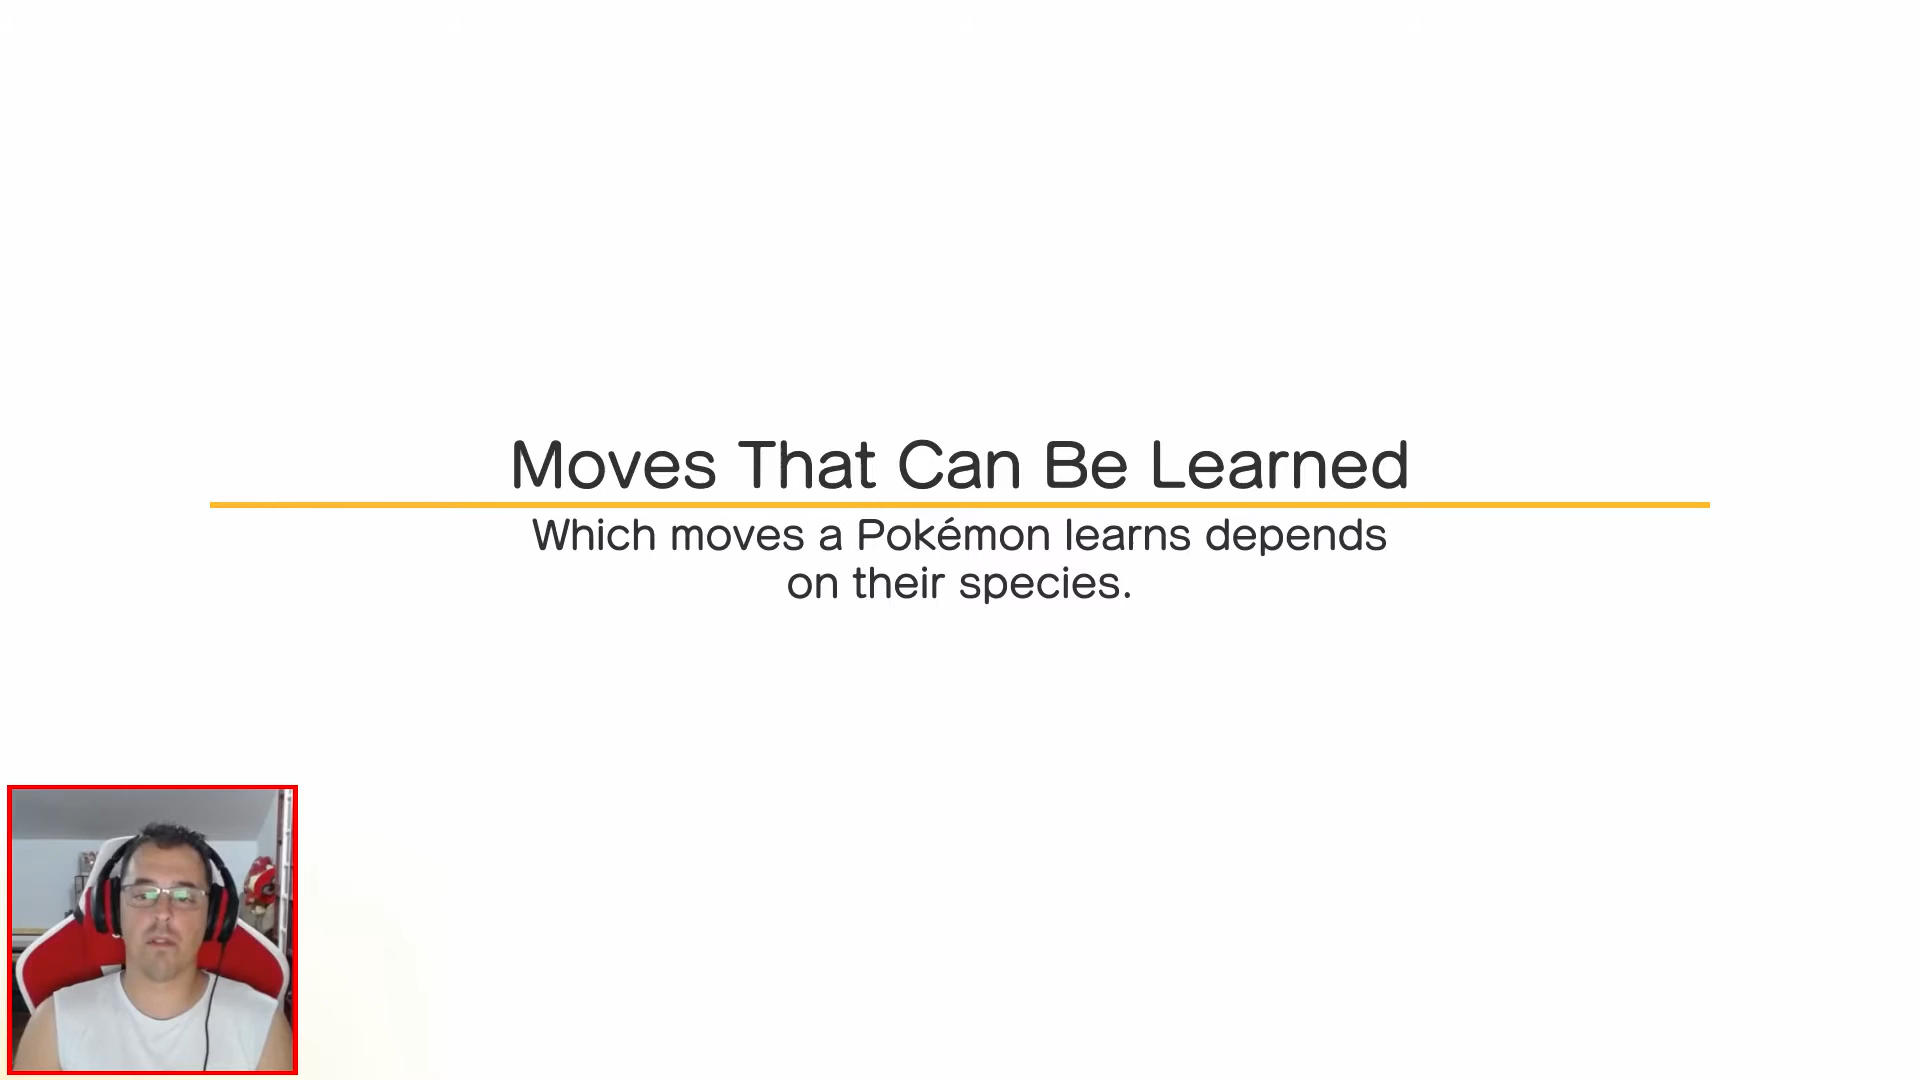 Moves That Can Be Learned
Which moves a Pokémon learns depends
on their species.